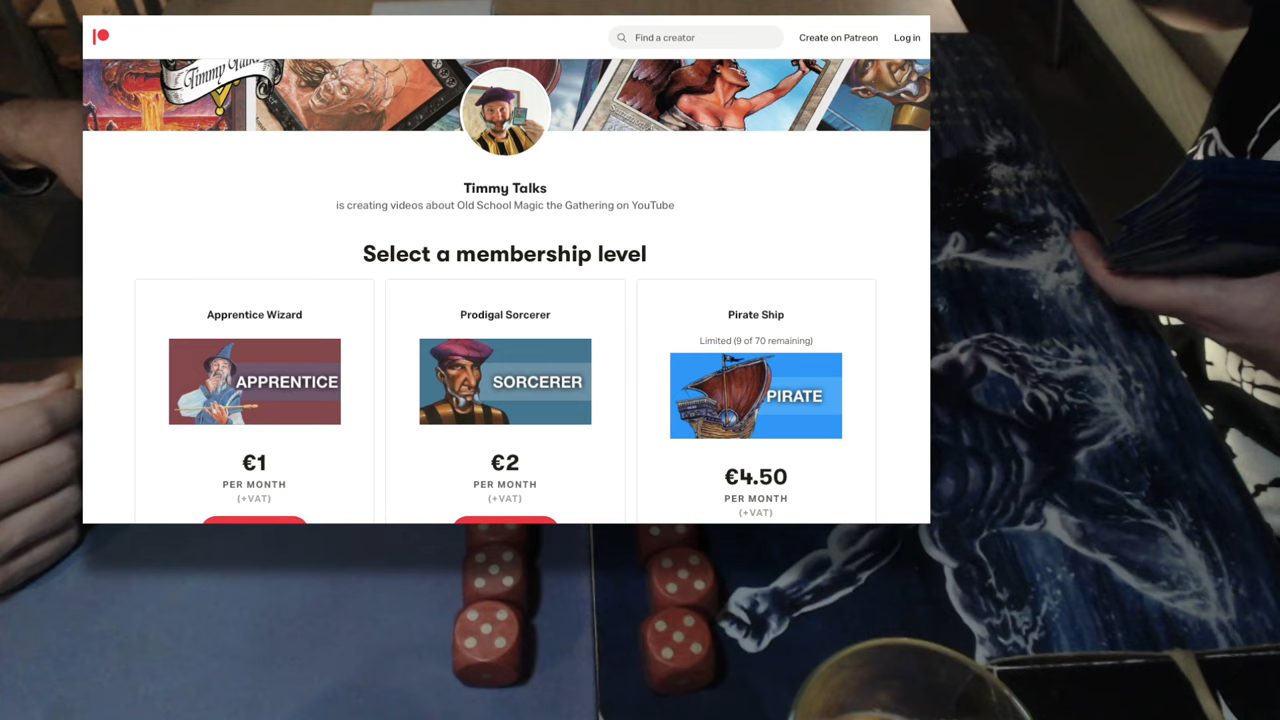 Find a creator
Create on Patreon
Log in
Timmy Talks
Timmy Talks
is creating videos about Old School Magic the Gathering on YouTube
Select a membership level
Apprentice Wizard
Prodigal Sorcerer
Pirate Ship
Limited (9 of 70 remaining)
APPRENTICE
SORCERER
PIRATE
€1
€2
€4.50
PER MONTH
PER MONTH
PER MONTH
(+VAT)
(+VAT)
(+VAT)